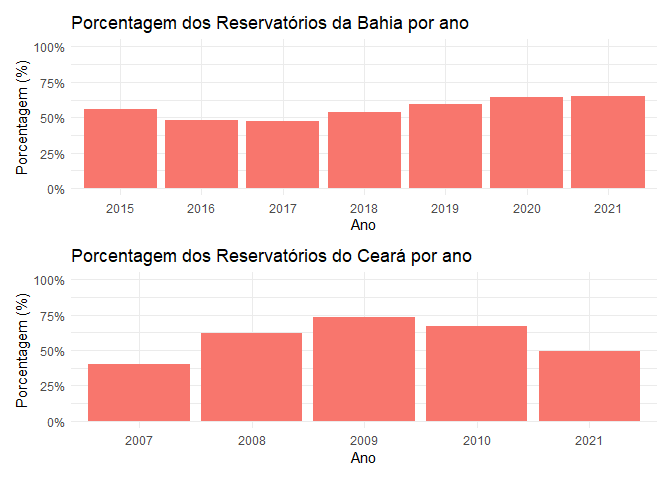 Porcentagem dos Reservatórios da Bahia por ano
Porcentagem (%)
100%
75%
50%
25%
0%
2015 2016 2017 2018 2019 2020 2021
Ano
Porcentagem dos Reservatórios do Ceará por ano
Porcentagem (%)
100%
75%
50%
25%
0%
2007 2008 2009 2010 2021
Ano